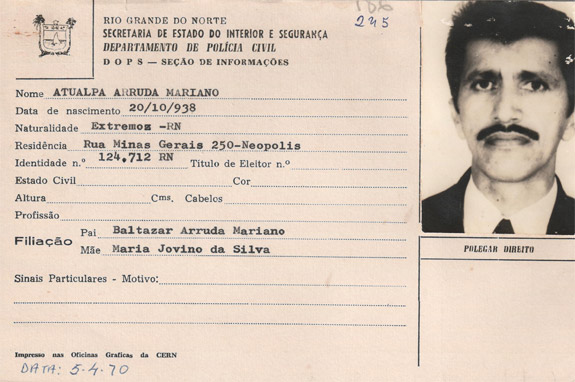 RIO GRANDE DO NORTE
SECRETARIA DE ESTADO DO INTERIOR E SEGURANÇA
DEPARTAMENTO DE POLÍCIA CIVIL
DOPS — SEÇÃO DE INFORMAÇÕES
245
Nome ATUALPA ARRUDA MARIANO
Data de nascimento 20/10/938
Naturalidade Extremoz -RN
Residência Rua Minas Gerais 250-Neopolis
Identidade n.º 124.712 RN Titulo de Eleitor n.º
Estado Civil Cor
Altura Cms. Cabelos
Profissão
Filiação
Pai Baltazar Arruda Mariano
Mãe Maria Jovino da Silva
Sinais Particulares - Motivo:
POLEGAR DIREITO
Impresso nas Oficinas Graficas da CERN
DATA: 5-4-70